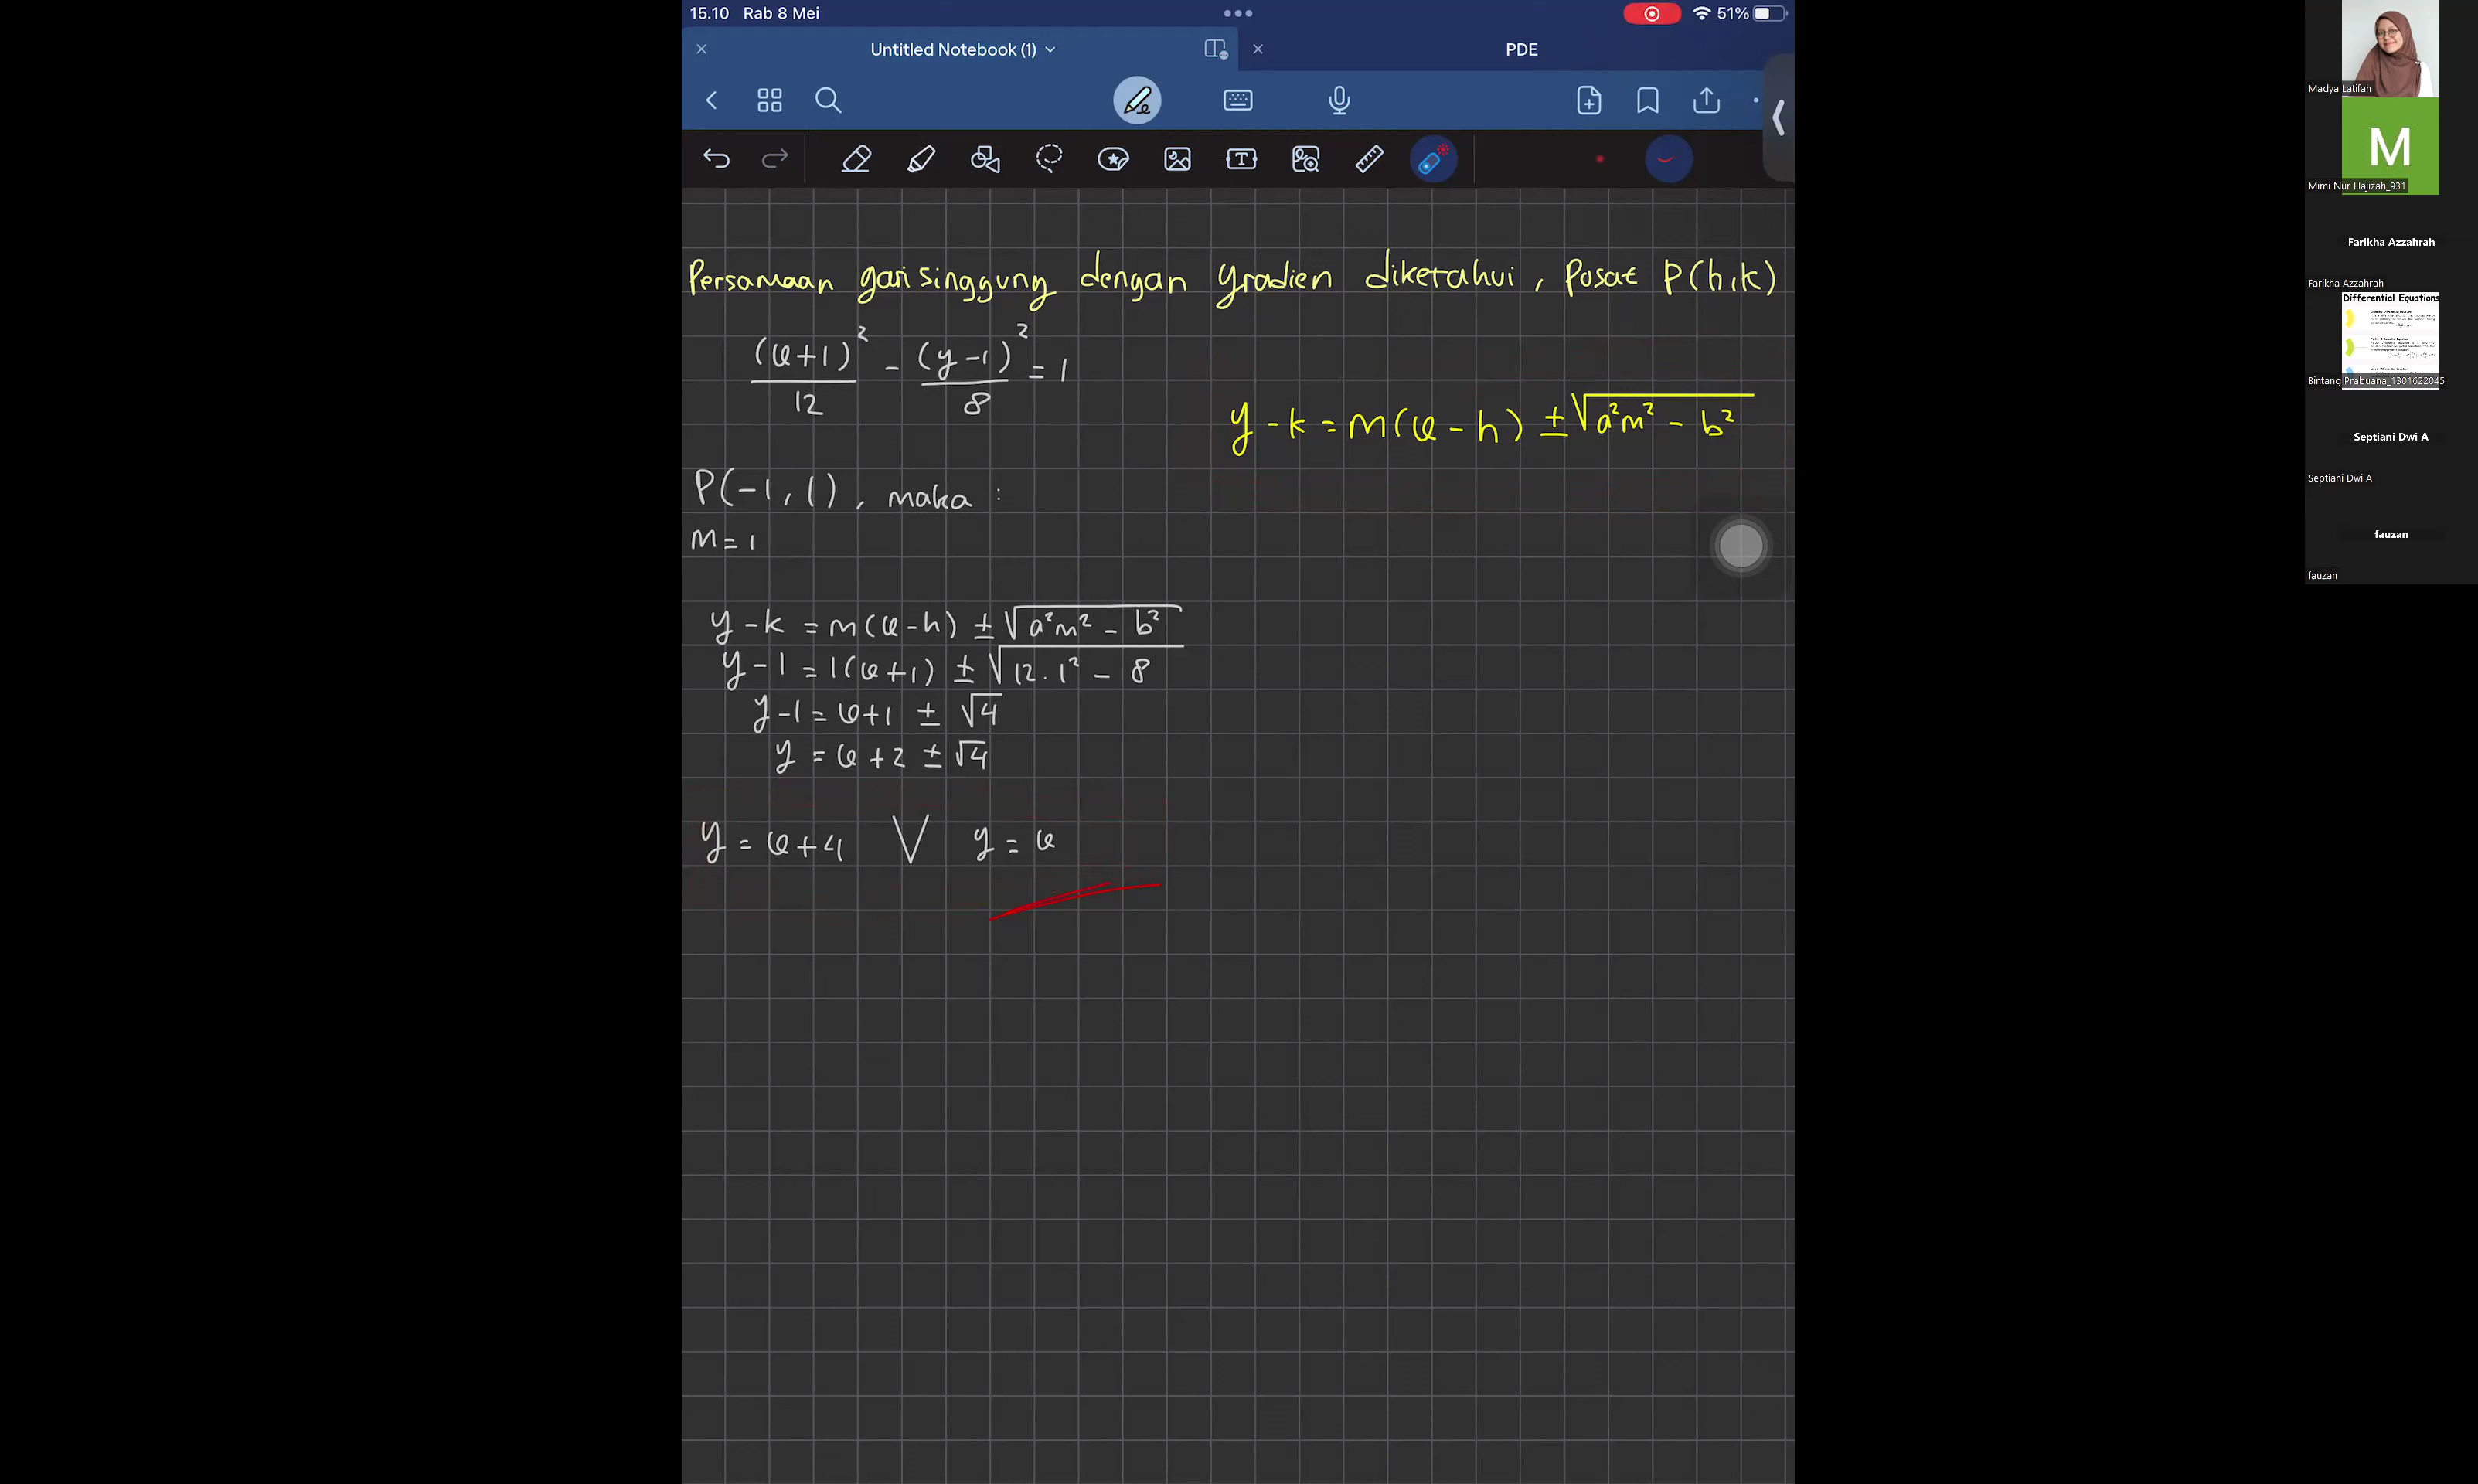 15.10 Rab 8 Mei
51%
Untitled Notebook (1)
PDE
Persamaan garis singgung dengan gradien diketahui, Pusat P(h,k)
(x+1)²/12 - (y-1)²/8 = 1
y - k = m(x - h) ± √(a²m² - b²)
P(-1, 1), maka :
m = 1
y - k = m(x - h) ± √(a²m² - b²)
y - 1 = 1(x + 1) ± √(12 . 1² - 8)
y - 1 = x + 1 ± √4
y = x + 2 ± √4
y = x + 4 V y = x
Madya Latifah
M
Mimi Nur Hajizah_931
Farikha Azzahrah
Farikha Azzahrah
Differential Equations
Bintang Prabuana_1301622045
Septiani Dwi A
Septiani Dwi A
fauzan
fauzan